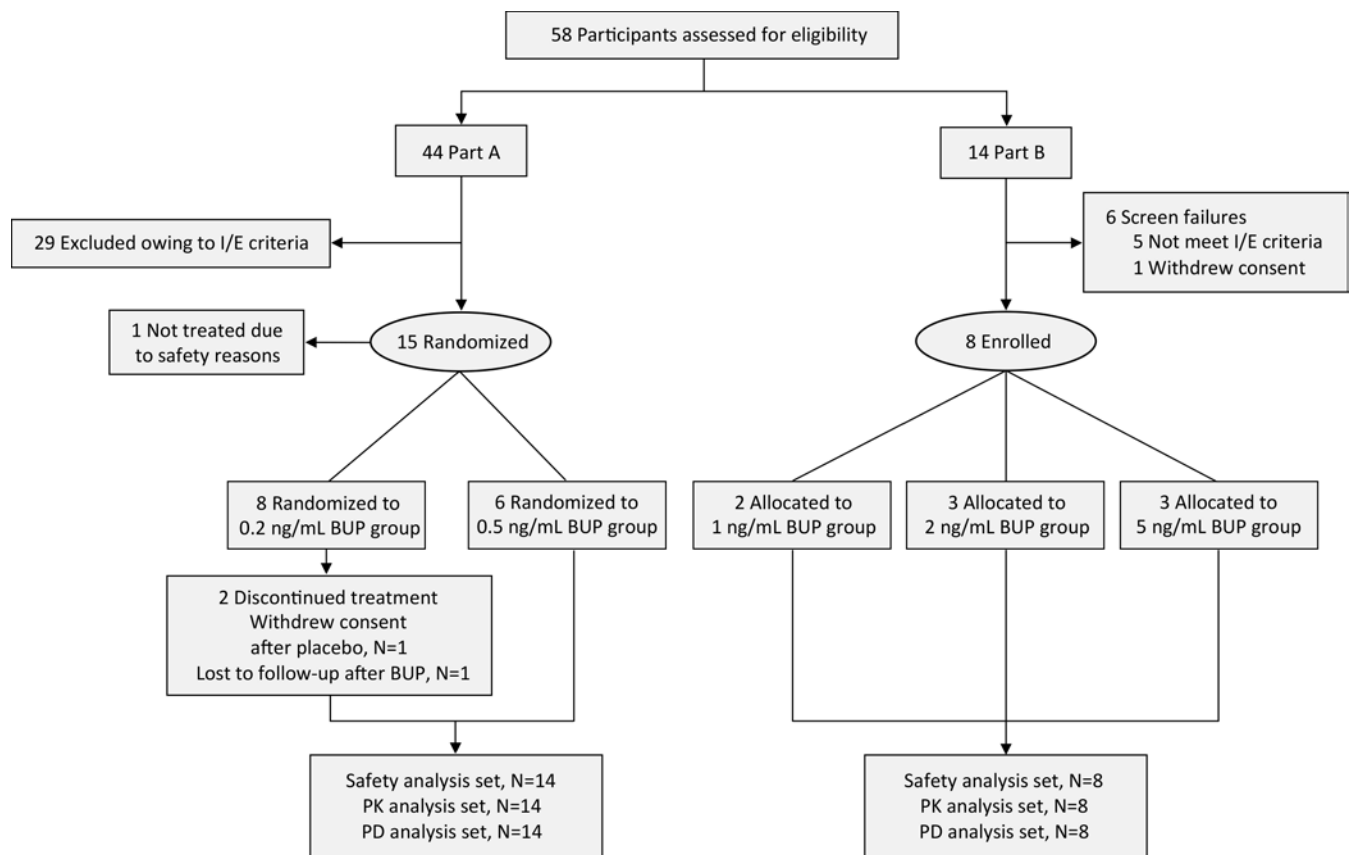 58 Participants assessed for eligibility
44 Part A
14 Part B
29 Excluded owing to I/E criteria
6 Screen failures
5 Not meet I/E criteria
1 Withdrew consent
1 Not treated due
to safety reasons
15 Randomized
8 Enrolled
8 Randomized to
0.2 ng/mL BUP group
6 Randomized to
0.5 ng/mL BUP group
2 Allocated to
1 ng/mL BUP group
3 Allocated to
2 ng/mL BUP group
3 Allocated to
5 ng/mL BUP group
2 Discontinued treatment
Withdrew consent
after placebo, N=1
Lost to follow-up after BUP, N=1
Safety analysis set, N=14
PK analysis set, N=14
PD analysis set, N=14
Safety analysis set, N=8
PK analysis set, N=8
PD analysis set, N=8